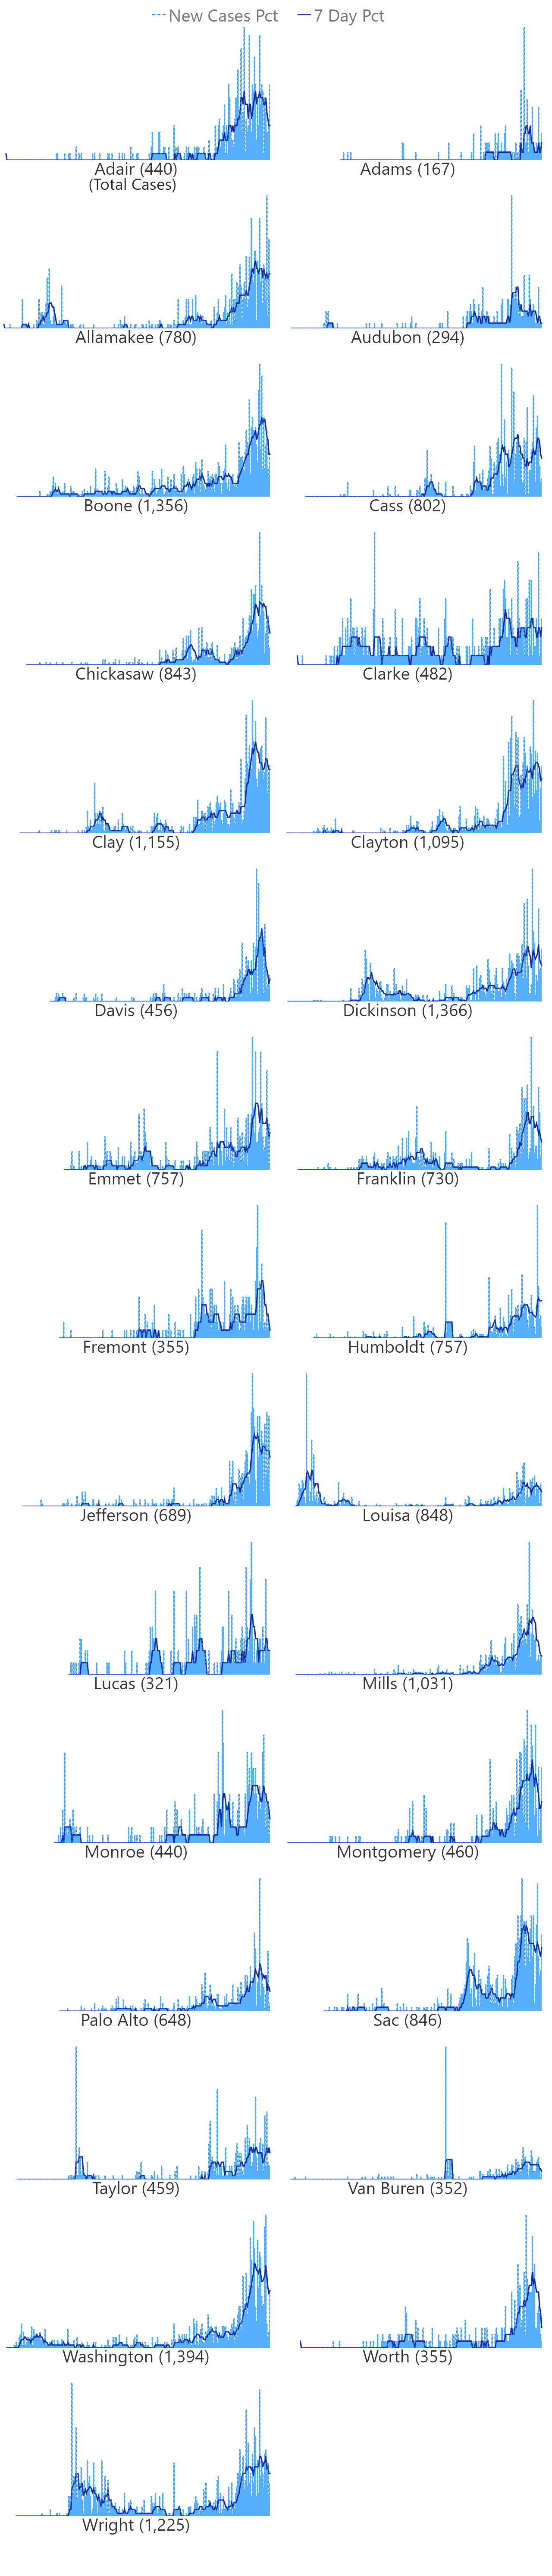 New Cases Pct 7 Day Pct
Adair (440) Adams (167)
(Total Cases)
Allamakee (780) Audubon (294)
Boone (1,356) Cass (802)
Chickasaw (843) Clarke (482)
Clay (1,155) Clayton (1,095)
Davis (456) Dickinson (1,366)
Emmet (757) Franklin (730)
Fremont (355) Humboldt (757)
Jefferson (689) Louisa (848)
Lucas (321) Mills (1,031)
Monroe (440) Montgomery (460)
Palo Alto (648) Sac (846)
Taylor (459) Van Buren (352)
Washington (1,394) Worth (355)
Wright (1,225)